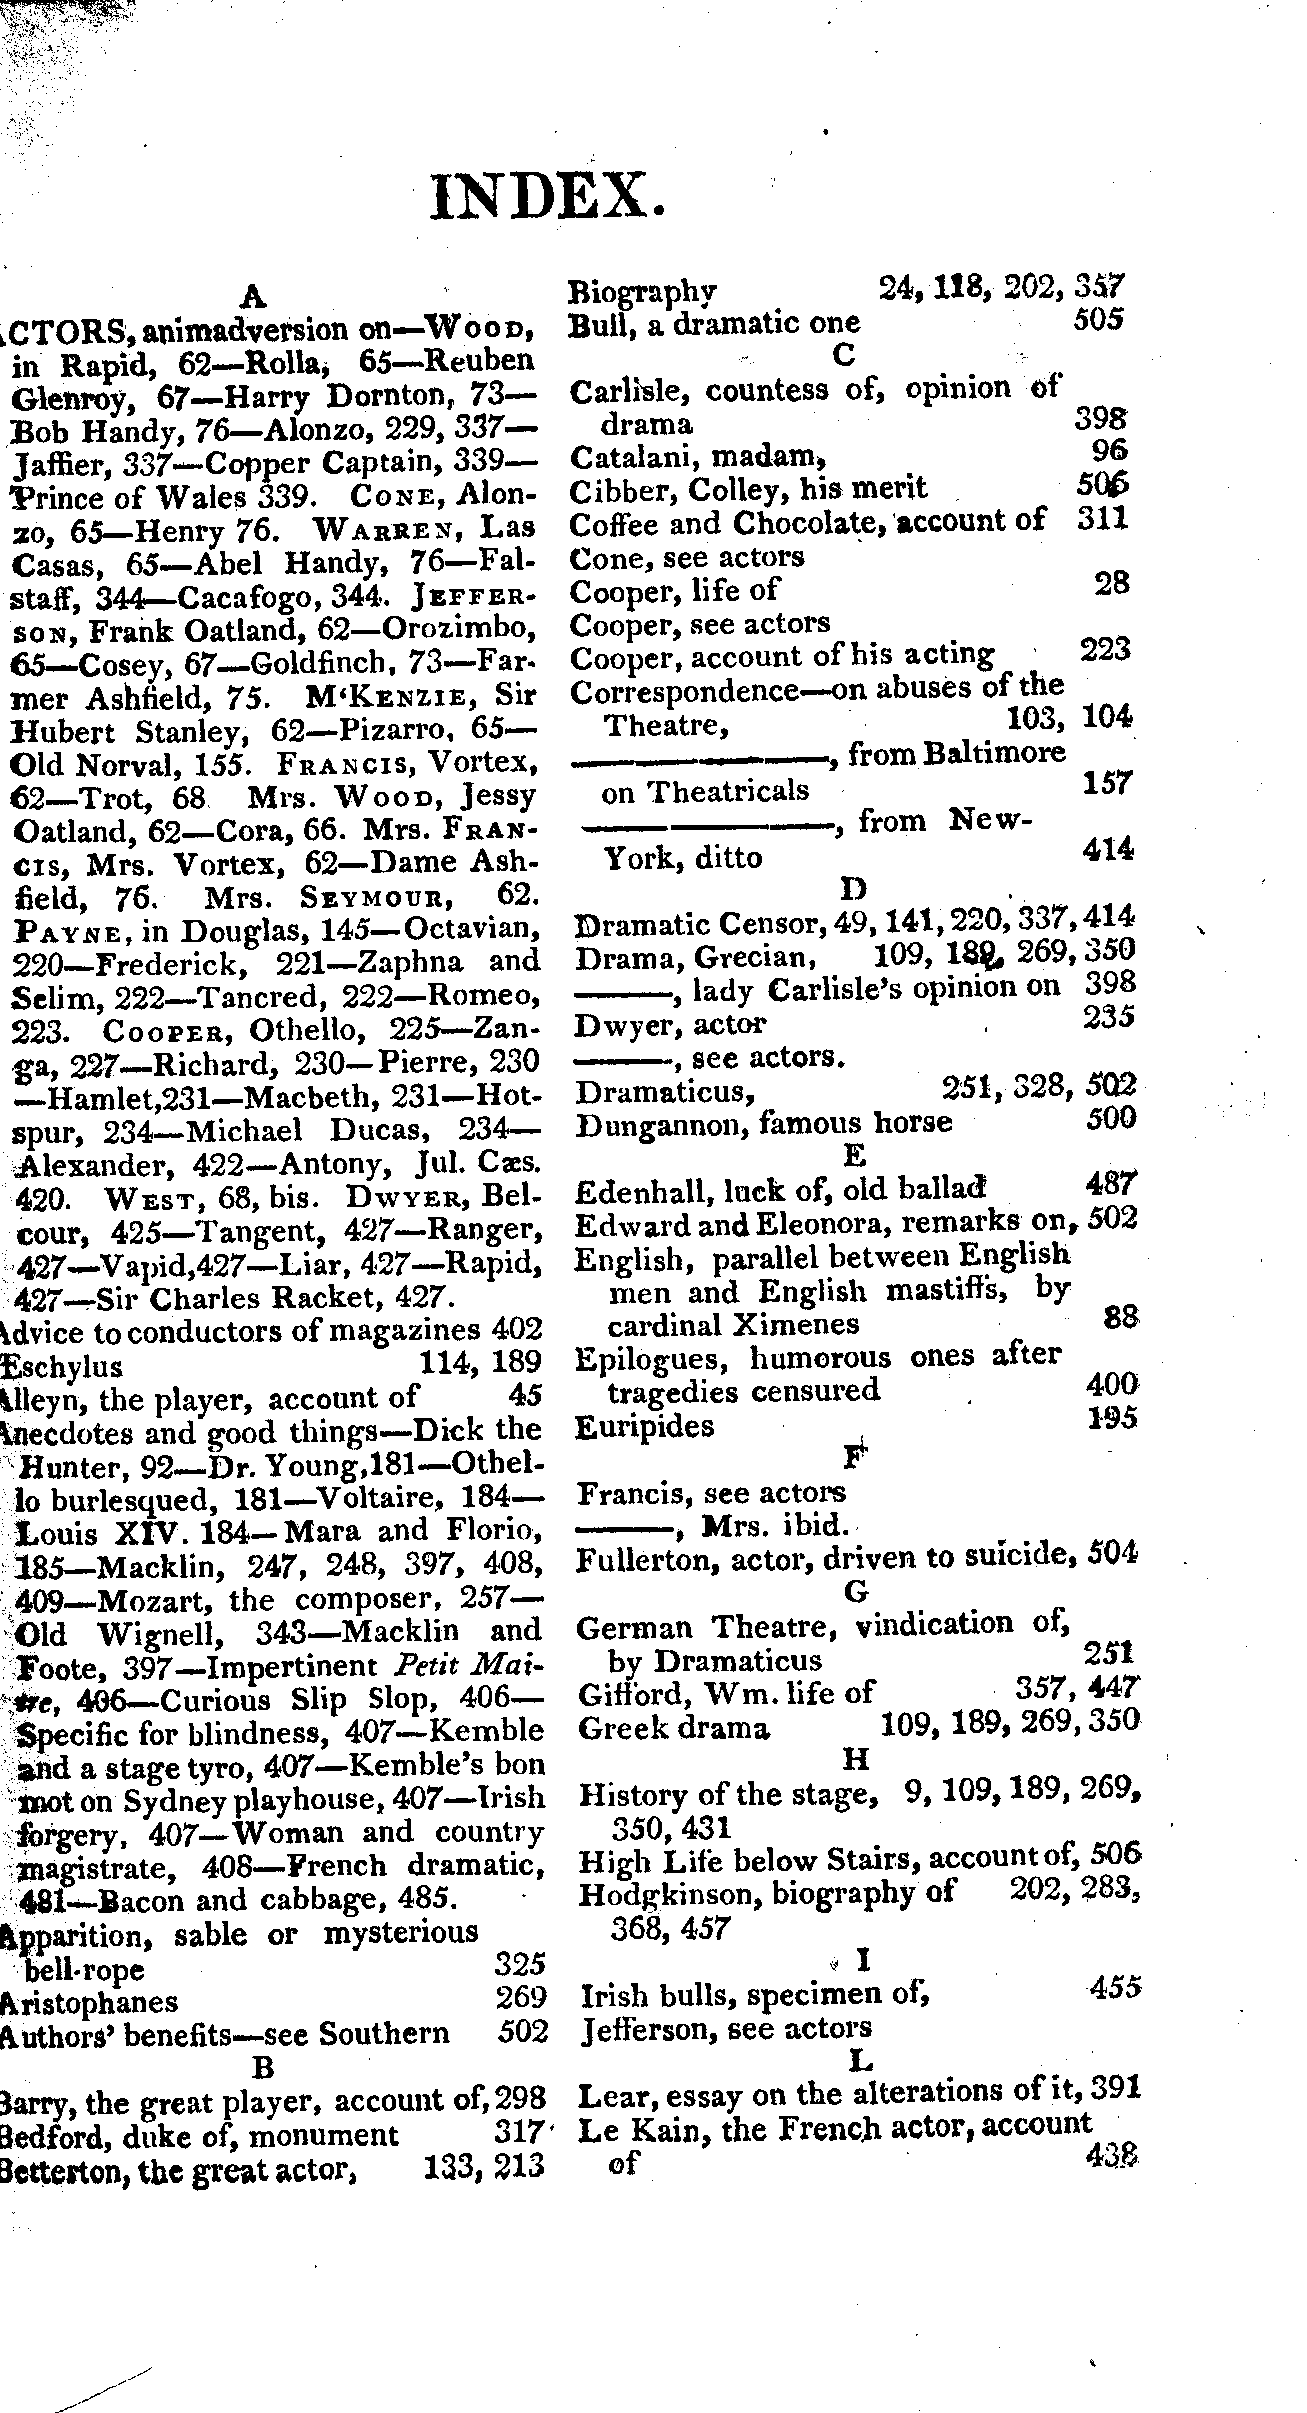 INDEX.
A
ACTORS, animadversion on—WOOD,
in Rapid, 62—Rolla, 65—Reuben
Glenroy, 67—Harry Dornton, 73—
Bob Handy, 76—Alonzo, 229, 337—
Jaffier, 337—Copper Captain, 339—
Prince of Wales 339. CONE, Alon-
zo, 65—Henry 76. WARREN, Las
Casas, 65—Abel Handy, 76—Fal-
staff, 344—Cacafogo, 344. JEFFER-
SON, Frank Oatland, 62—Orozimbo,
65—Cosey, 67—Goldfinch, 73—Far-
mer Ashfield, 75. M‘KENZIE, Sir
Hubert Stanley, 62—Pizarro, 65—
Old Norval, 155. FRANCIS, Vortex,
62—Trot, 68 Mrs. WOOD, Jessy
Oatland, 62—Cora, 66. Mrs. FRAN-
CIS, Mrs. Vortex, 62—Dame Ash-
field, 76. Mrs. SEYMOUR, 62.
PAYNE, in Douglas, 145—Octavian,
220—Frederick, 221—Zaphna and
Selim, 222—Tancred, 222—Romeo,
223. COOPER, Othello, 225—Zan-
ga, 227—Richard, 230—Pierre, 230
—Hamlet,231—Macbeth, 231—Hot-
spur, 234—Michael Ducas, 234—
Alexander, 422—Antony, Jul. Cæs.
420. WEST, 68, bis. DWYER, Bel-
cour, 425—Tangent, 427—Ranger,
427—Vapid,427—Liar, 427—Rapid,
427—Sir Charles Racket, 427.
Advice to conductors of magazines 402
Æschylus 114, 189
Alleyn, the player, account of 45
Anecdotes and good things—Dick the
Hunter, 92—Dr. Young,181—Othel-
lo burlesqued, 181—Voltaire, 184—
Louis XIV. 184—Mara and Florio,
185—Macklin, 247, 248, 397, 408,
409—Mozart, the composer, 257—
Old Wignell, 343—Macklin and
Foote, 397—Impertinent Petit Mai-
tre, 406—Curious Slip Slop, 406—
Specific for blindness, 407—Kemble
and a stage tyro, 407—Kemble's bon
mot on Sydney playhouse, 407—Irish
forgery, 407—Woman and country
magistrate, 408—French dramatic,
481—Bacon and cabbage, 485.
Apparition, sable or mysterious
bell-rope 325
Aristophanes 269
Authors' benefits—see Southern 502
B
Barry, the great player, account of, 298
Bedford, duke of, monument 317
Betterton, the great actor, 133, 213
Biography 24, 118, 202, 357
Bull, a dramatic one 505
C
Carlisle, countess of, opinion of
drama 398
Catalani, madam, 96
Cibber, Colley, his merit 506
Coffee and Chocolate, account of 311
Cone, see actors
Cooper, life of 28
Cooper, see actors
Cooper, account of his acting 223
Correspondence—on abuses of the
Theatre, 103, 104
———, from Baltimore
on Theatricals 157
———, from New-
York, ditto 414
D
Dramatic Censor, 49, 141, 220, 337, 414
Drama, Grecian, 109, 189, 269, 350
———, lady Carlisle's opinion on 398
Dwyer, actor 235
———, see actors.
Dramaticus, 251, 328, 502
Dungannon, famous horse 500
E
Edenhall, luck of, old ballad 487
Edward and Eleonora, remarks on, 502
English, parallel between English
men and English mastiffs, by
cardinal Ximenes 88
Epilogues, humorous ones after
tragedies censured 400
Euripides 195
F
Francis, see actors
———, Mrs. ibid.
Fullerton, actor, driven to suicide, 504
G
German Theatre, vindication of,
by Dramaticus 251
Gifford, Wm. life of 357, 447
Greek drama 109, 189, 269, 350
H
History of the stage, 9, 109, 189, 269,
350, 431
High Life below Stairs, account of, 506
Hodgkinson, biography of 202, 283,
368, 457
I
Irish bulls, specimen of, 455
Jefferson, see actors
L
Lear, essay on the alterations of it, 391
Le Kain, the French actor, account
of 438